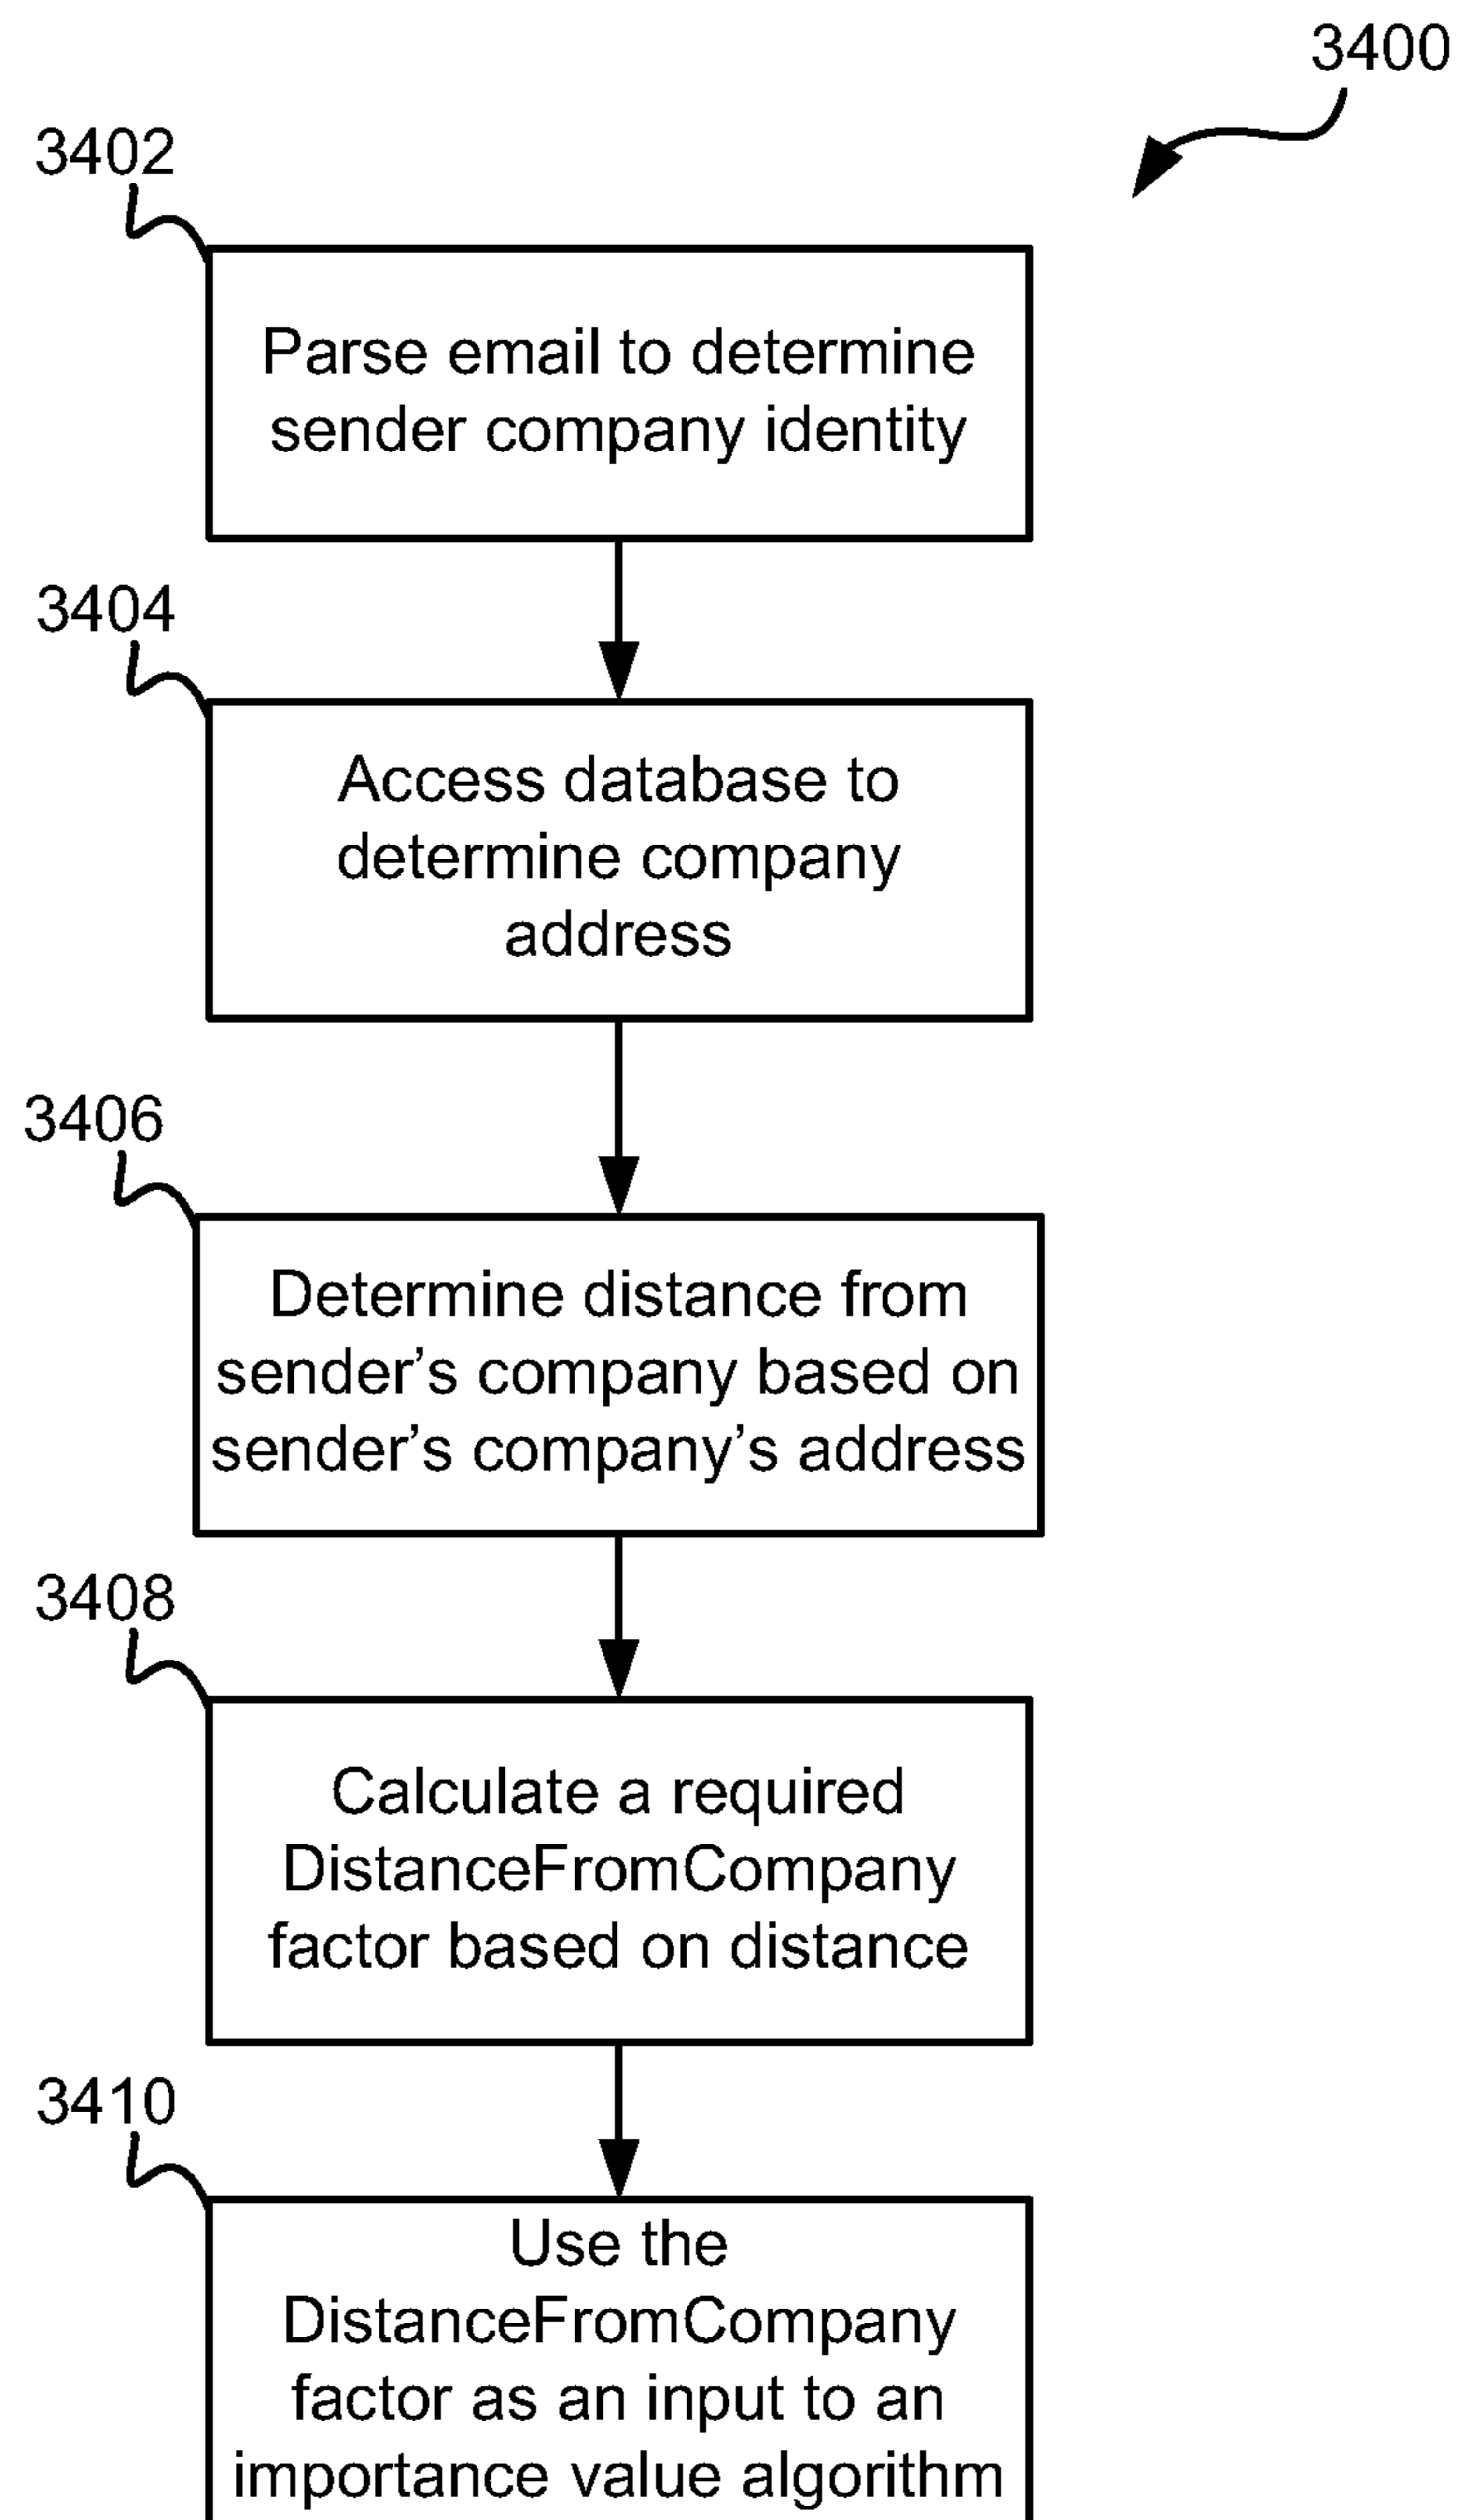 3400
3402
Parse email to determine
sender company identity
3404
Access database to
determine company
address
3406
Determine distance from
sender’s company based on
sender’s company’s address
3408
Calculate a required
DistanceFromCompany
factor based on distance
3410
Use the
DistanceFromCompany
factor as an input to an
importance value algorithm